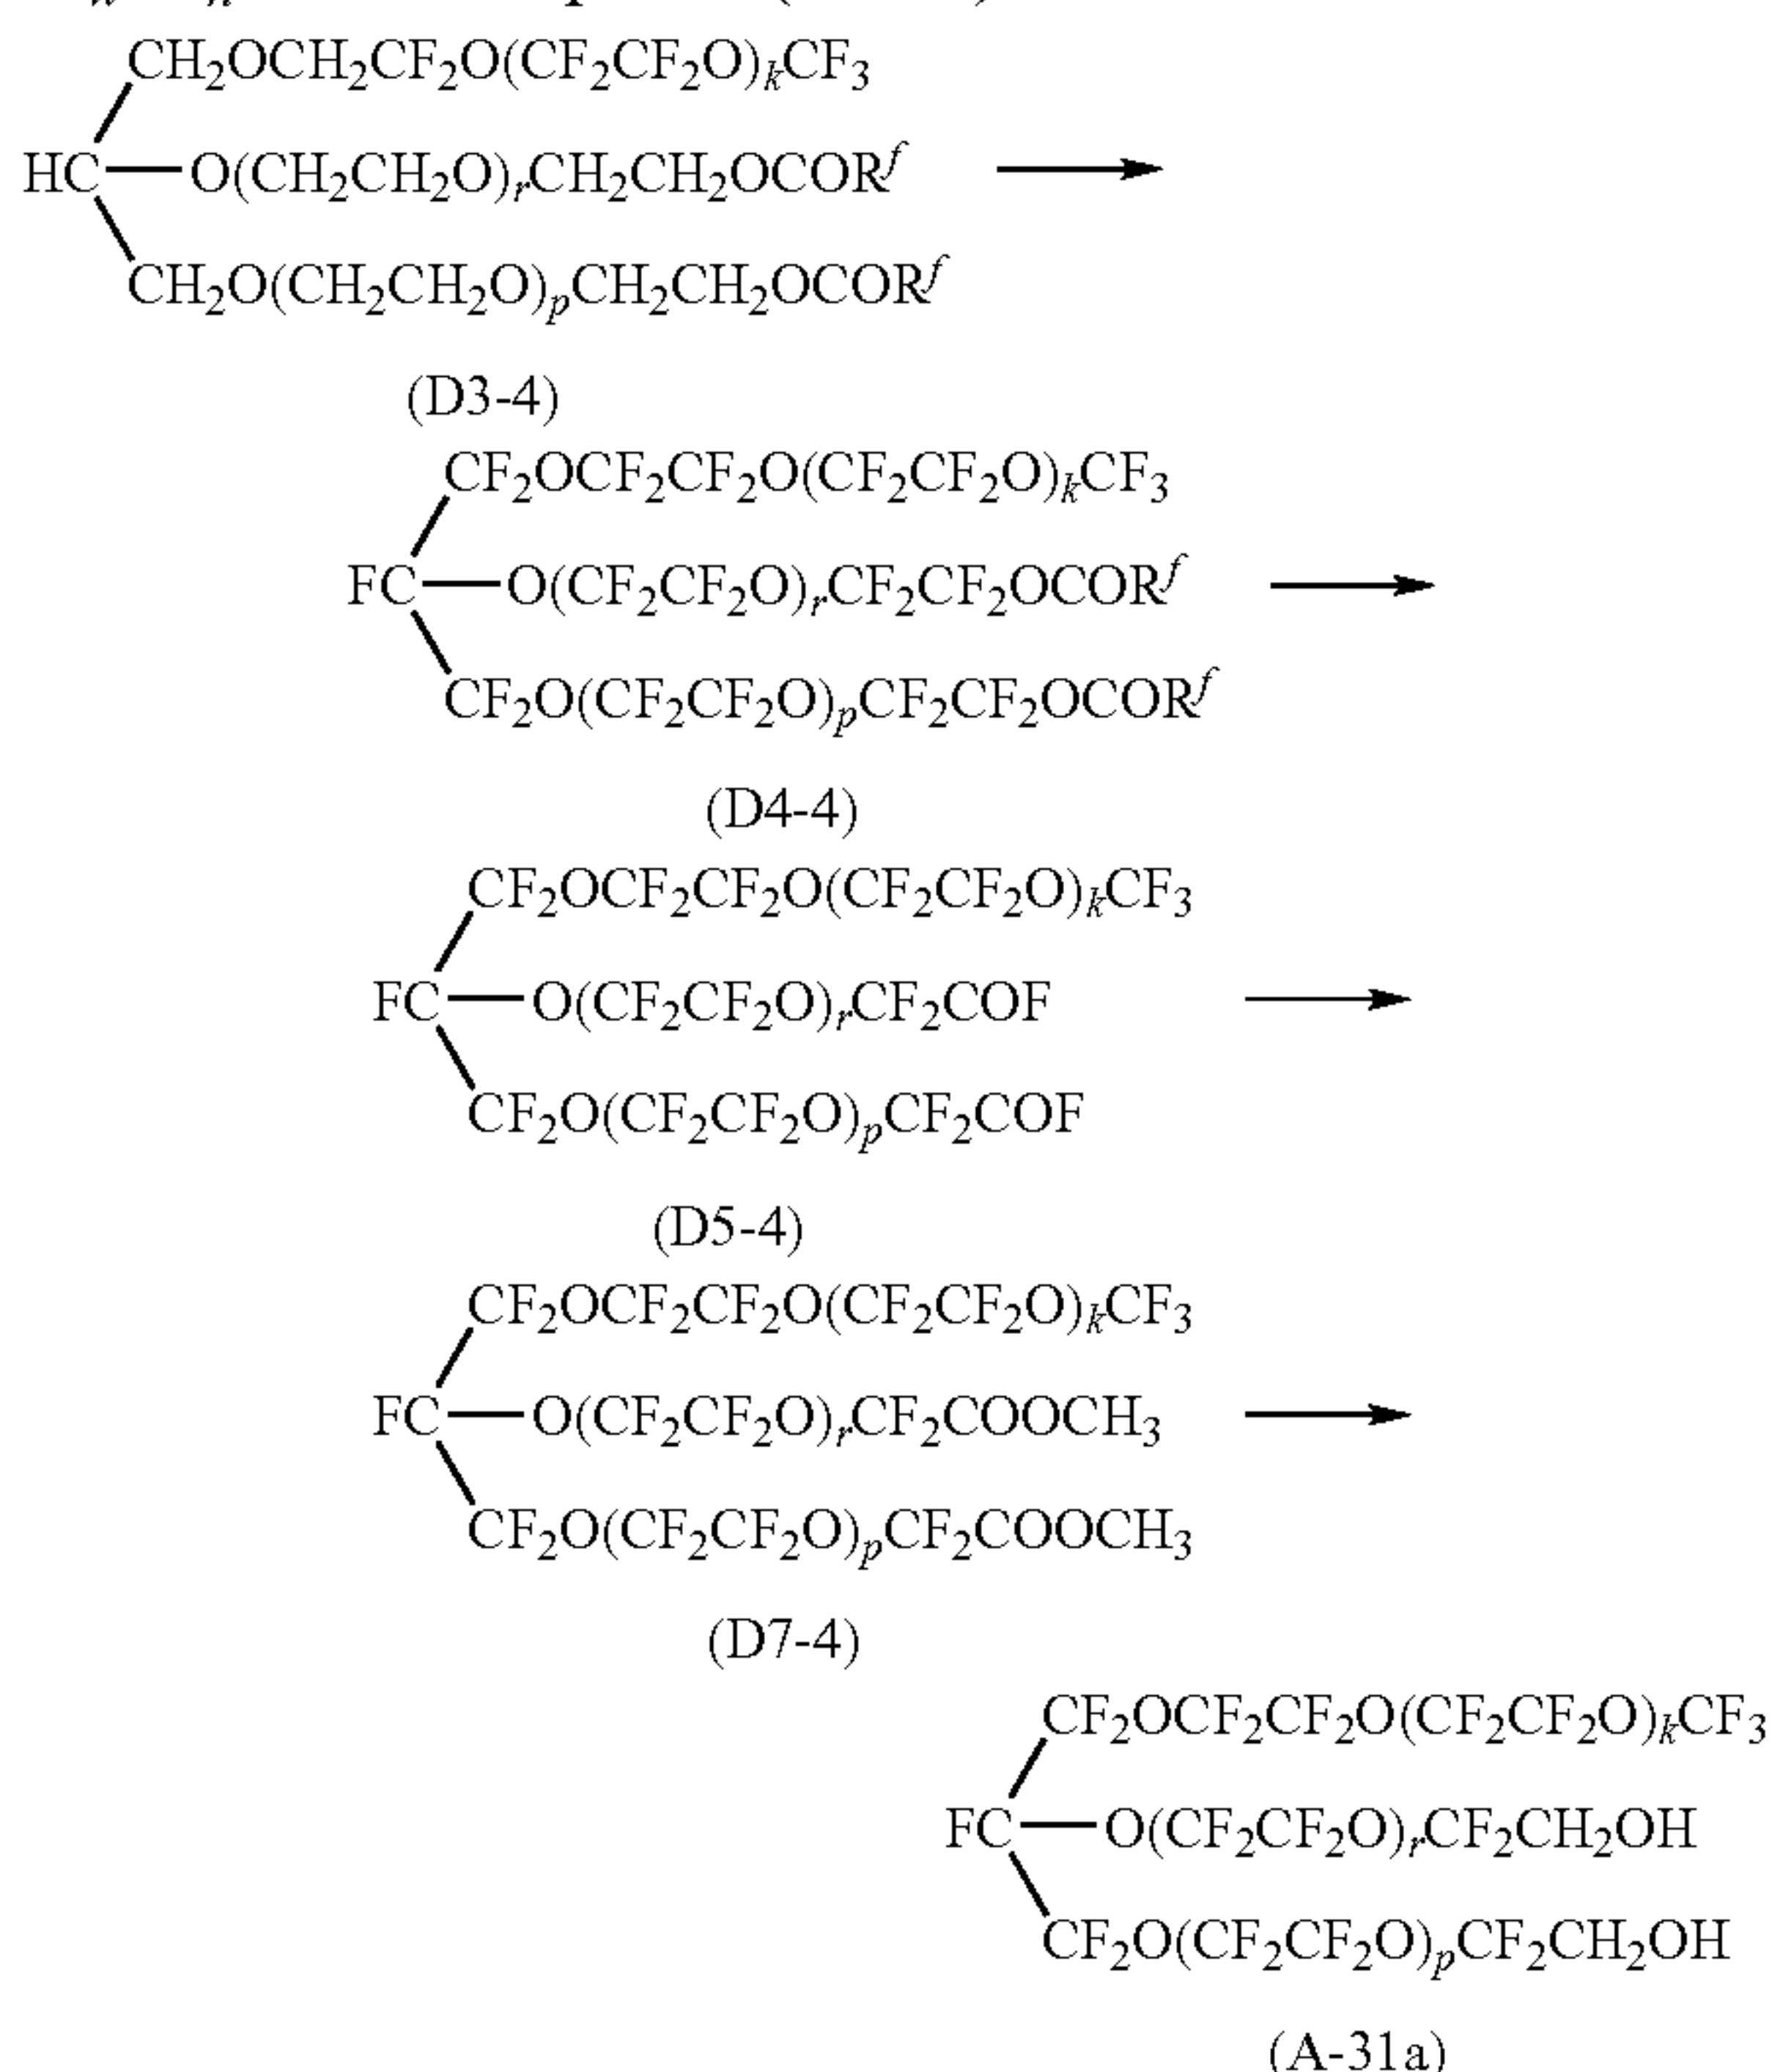 CH₂OCH₂CF₂O(CF₂CF₂O)ₖCF₃
HC—O(CH₂CH₂O)ᵣCH₂CH₂OCORᶠ
CH₂O(CH₂CH₂O)ₚCH₂CH₂OCORᶠ
(D3-4)
CF₂OCF₂CF₂O(CF₂CF₂O)ₖCF₃
FC—O(CF₂CF₂O)ᵣCF₂CF₂OCORᶠ
CF₂O(CF₂CF₂O)ₚCF₂CF₂OCORᶠ
(D4-4)
CF₂OCF₂CF₂O(CF₂CF₂O)ₖCF₃
FC—O(CF₂CF₂O)ᵣCF₂COF
CF₂O(CF₂CF₂O)ₚCF₂COF
(D5-4)
CF₂OCF₂CF₂O(CF₂CF₂O)ₖCF₃
FC—O(CF₂CF₂O)ᵣCF₂COOCH₃
CF₂O(CF₂CF₂O)ₚCF₂COOCH₃
(D7-4)
CF₂OCF₂CF₂O(CF₂CF₂O)ₖCF₃
FC—O(CF₂CF₂O)ᵣCF₂CH₂OH
CF₂O(CF₂CF₂O)ₚCF₂CH₂OH
(A-31a)